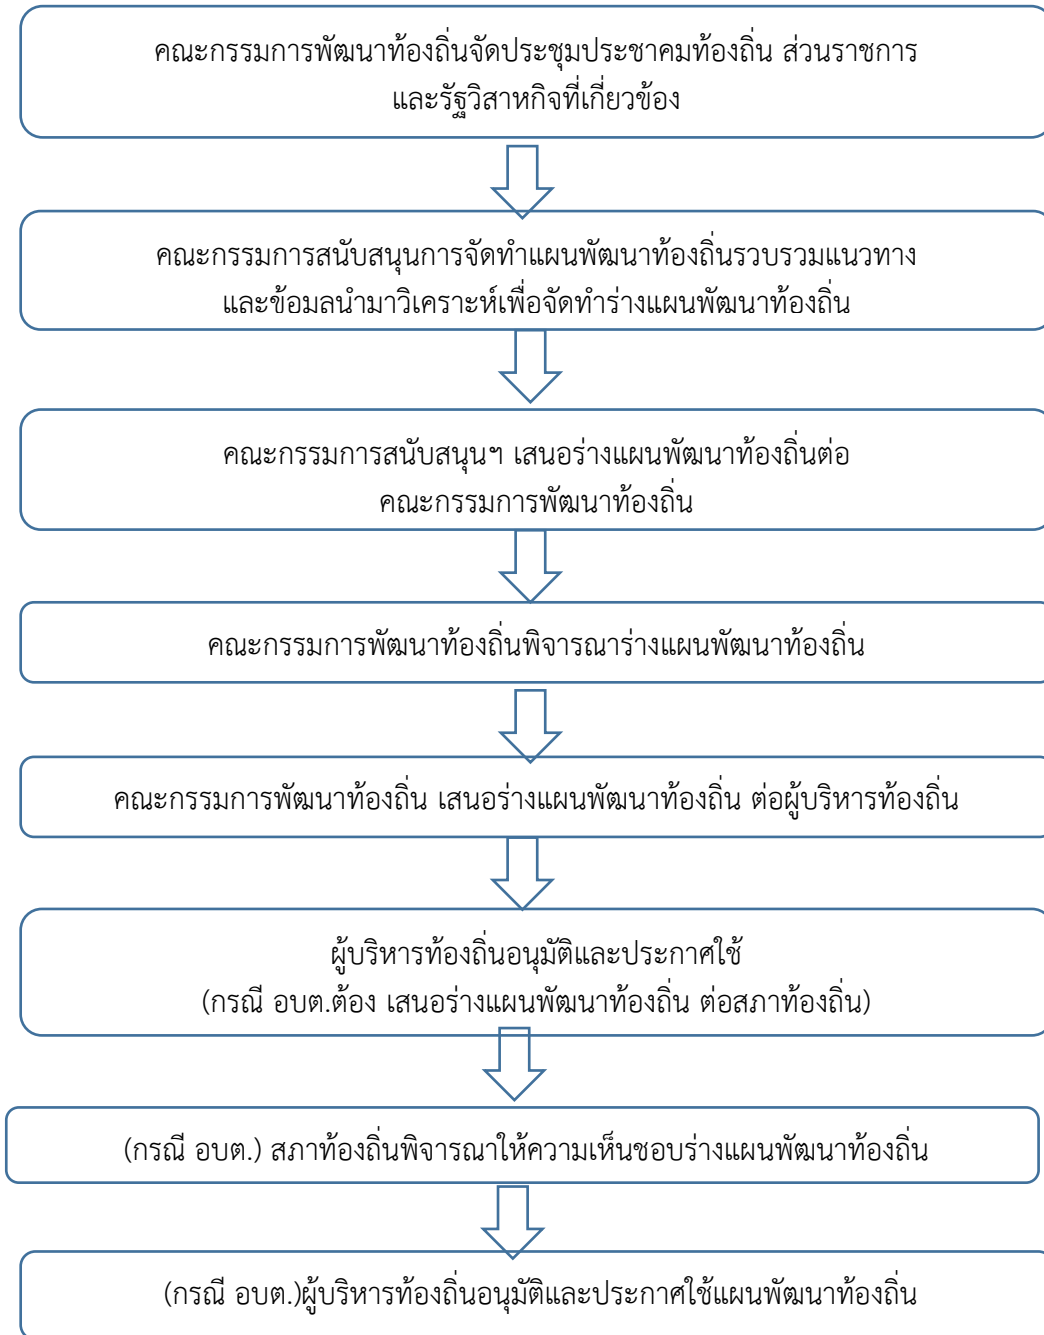 คณะกรรมการพัฒนาท้องถิ่นจัดประชุมประชาคมท้องถิ่น ส่วนราชการ
และรัฐวิสาหกิจที่เกี่ยวข้อง
คณะกรรมการสนับสนุนการจัดทำแผนพัฒนาท้องถิ่นรวบรวมแนวทาง
และข้อมูลนำมาวิเคราะห์เพื่อจัดทำร่างแผนพัฒนาท้องถิ่น
คณะกรรมการสนับสนุนฯ เสนอร่างแผนพัฒนาท้องถิ่นต่อ
คณะกรรมการพัฒนาท้องถิ่น
คณะกรรมการพัฒนาท้องถิ่นพิจารณาร่างแผนพัฒนาท้องถิ่น
คณะกรรมการพัฒนาท้องถิ่น เสนอร่างแผนพัฒนาท้องถิ่น ต่อผู้บริหารท้องถิ่น
ผู้บริหารท้องถิ่นอนุมัติและประกาศใช้
(กรณี อบต.ต้อง เสนอร่างแผนพัฒนาท้องถิ่น ต่อสภาท้องถิ่น)
(กรณี อบต.) สภาท้องถิ่นพิจารณาให้ความเห็นชอบร่างแผนพัฒนาท้องถิ่น
(กรณี อบต.)ผู้บริหารท้องถิ่นอนุมัติและประกาศใช้แผนพัฒนาท้องถิ่น